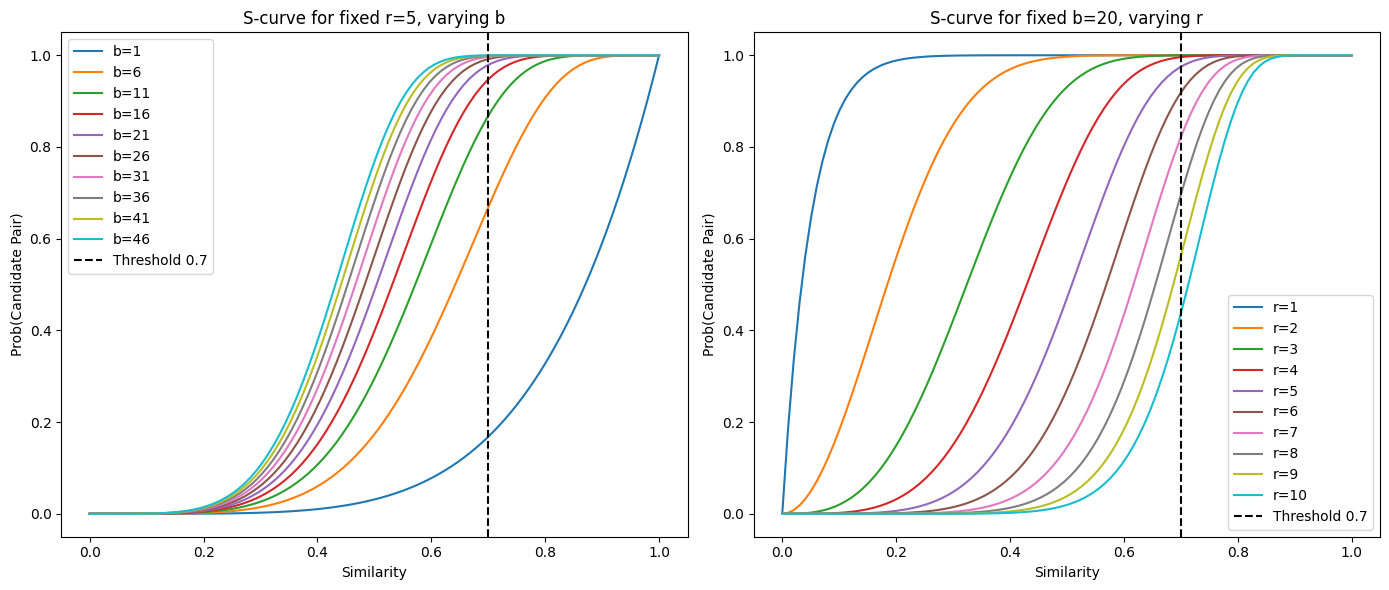 S-curve for fixed r=5, varying b
Prob(Candidate Pair)
1.0
0.8
0.6
0.4
0.2
0.0
b=1
b=6
b=11
b=16
b=21
b=26
b=31
b=36
b=41
b=46
Threshold 0.7
0.0 0.2 0.4 0.6 0.8 1.0
Similarity
S-curve for fixed b=20, varying r
Prob(Candidate Pair)
1.0
0.8
0.6
0.4
0.2
0.0
r=1
r=2
r=3
r=4
r=5
r=6
r=7
r=8
r=9
r=10
Threshold 0.7
0.0 0.2 0.4 0.6 0.8 1.0
Similarity